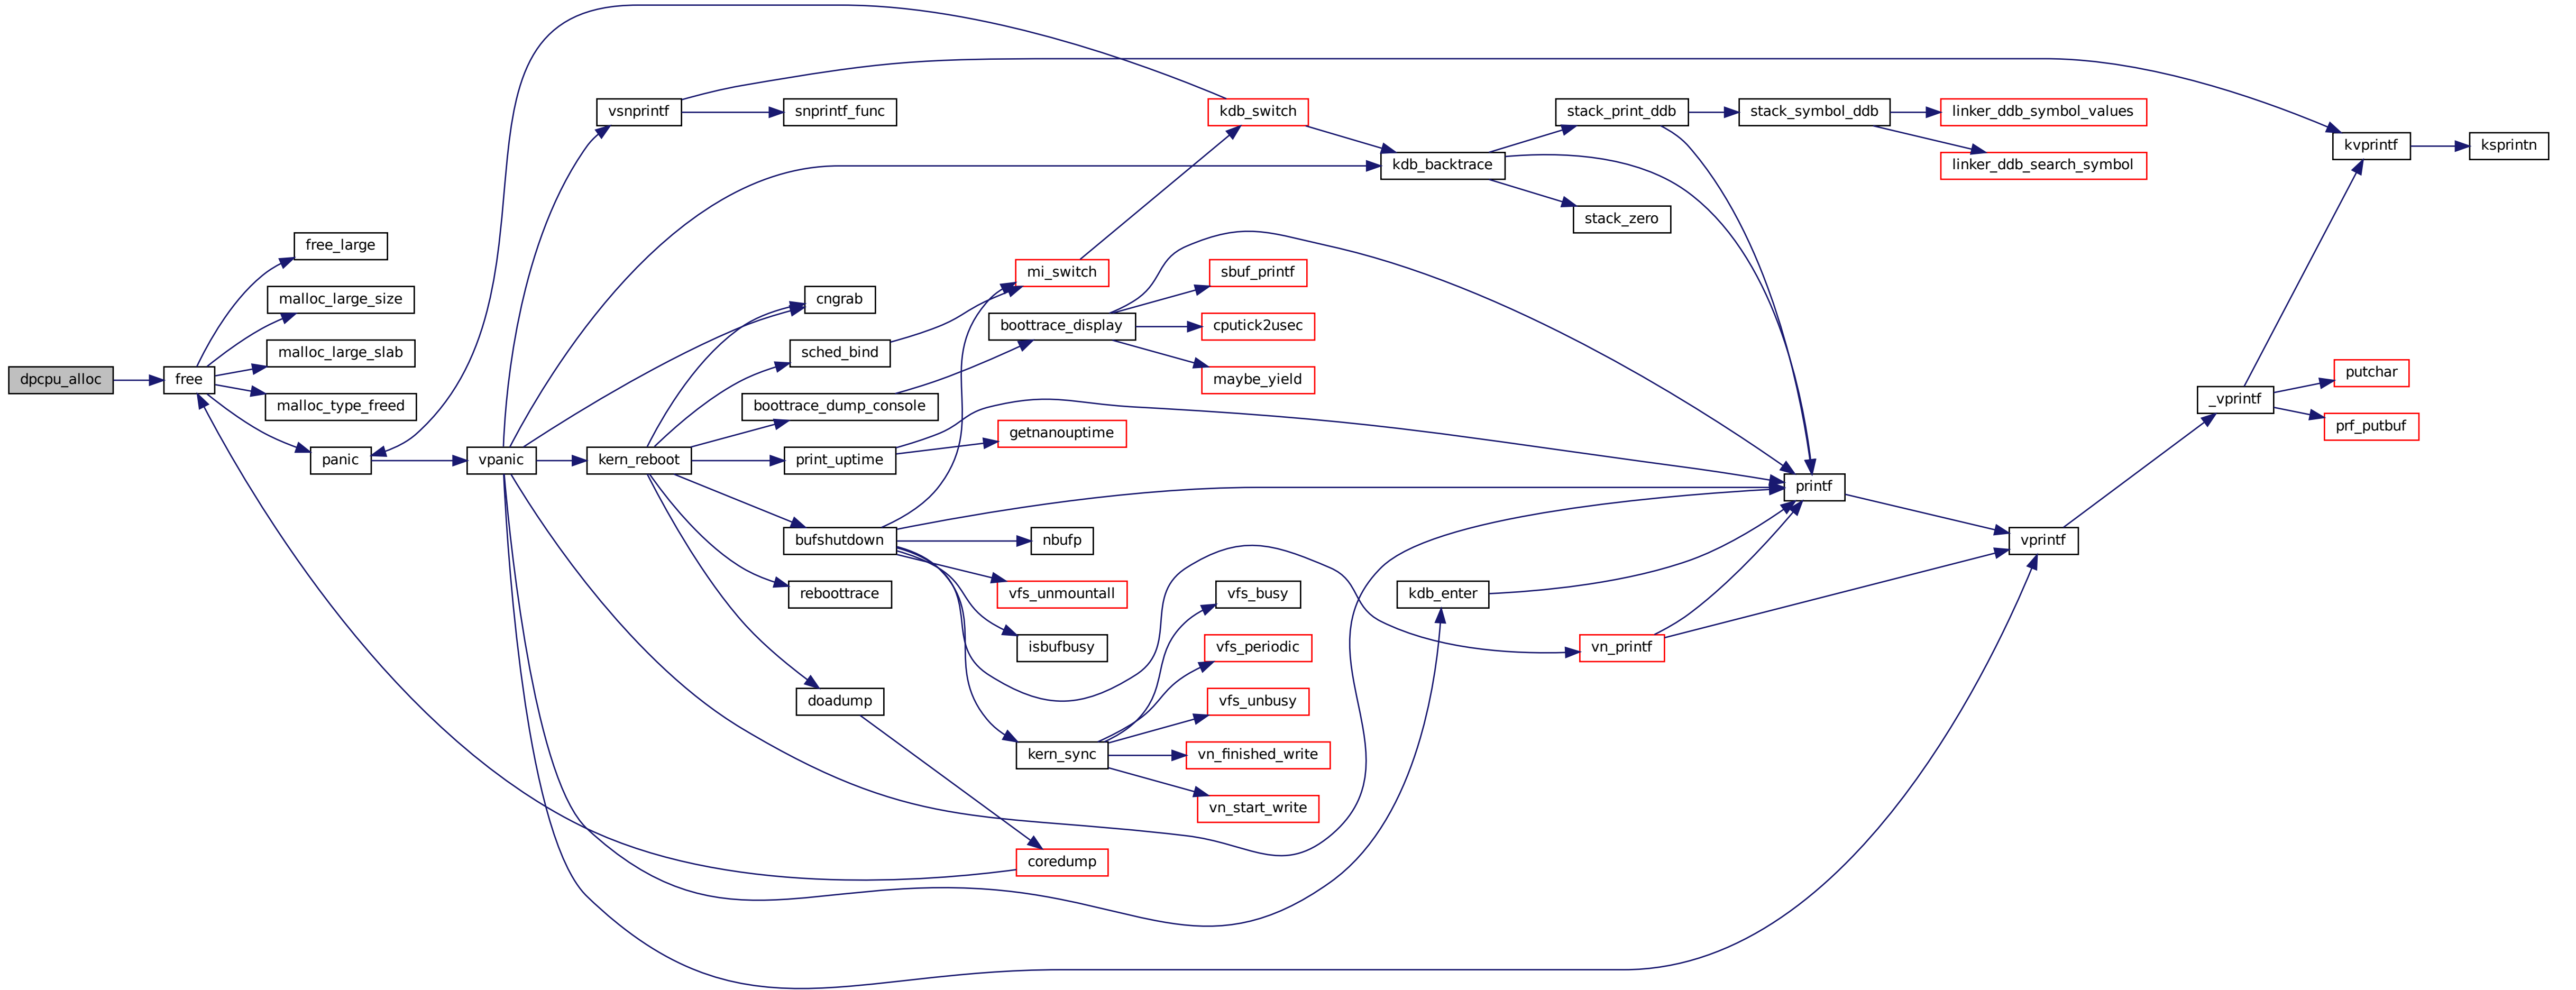 dpcpu_alloc
free
free_large
malloc_large_size
malloc_large_slab
malloc_type_freed
panic
vpanic
vsnprintf
snprintf_func
kern_reboot
cngrab
sched_bind
boottrace_dump_console
print_uptime
bufshutdown
reboottrace
doadump
mi_switch
boottrace_display
getnanouptime
nbufp
vfs_unmountall
isbufbusy
kern_sync
coredump
kdb_switch
sbuf_printf
cputick2usec
maybe_yield
vfs_busy
vfs_periodic
vfs_unbusy
vn_finished_write
vn_start_write
kdb_backtrace
kdb_enter
stack_print_ddb
stack_zero
vn_printf
stack_symbol_ddb
printf
linker_ddb_symbol_values
linker_ddb_search_symbol
vprintf
_vprintf
kvprintf
putchar
prf_putbuf
ksprintn